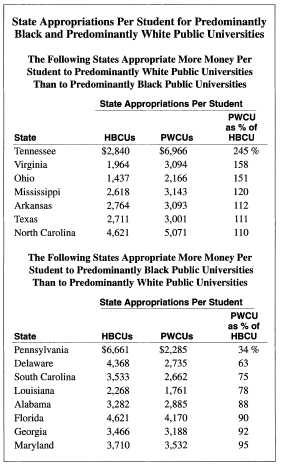 State Appropriations Per Student for Predominantly
Black and Predominantly White Public Universities
The Following States Appropriate More Money Per
Student to Predominantly White Public Universities
Than to Predominantly Black Public Universities
State Appropriations Per Student
PWCU
as % of
State HBCUs PWCUs HBCU
Tennessee $2,840 $6,966 245 %
Virginia 1,964 3,094 158
Ohio 1,437 2,166 151
Mississippi 2,618 3,143 120
Arkansas 2,764 3,093 112
Texas 2,711 3,001 111
North Carolina 4,621 5,071 110
The Following States Appropriate More Money Per
Student to Predominantly Black Public Universities
Than to Predominantly White Public Universities
State Appropriations Per Student
PWCU
as % of
State HBCUs PWCUs HBCU
Pennsylvania $6,661 $2,285 34 %
Delaware 4,368 2,735 63
South Carolina 3,533 2,662 75
Louisiana 2,268 1,761 78
Alabama 3,282 2,885 88
Florida 4,621 4,170 90
Georgia 3,466 3,188 92
Maryland 3,710 3,532 95